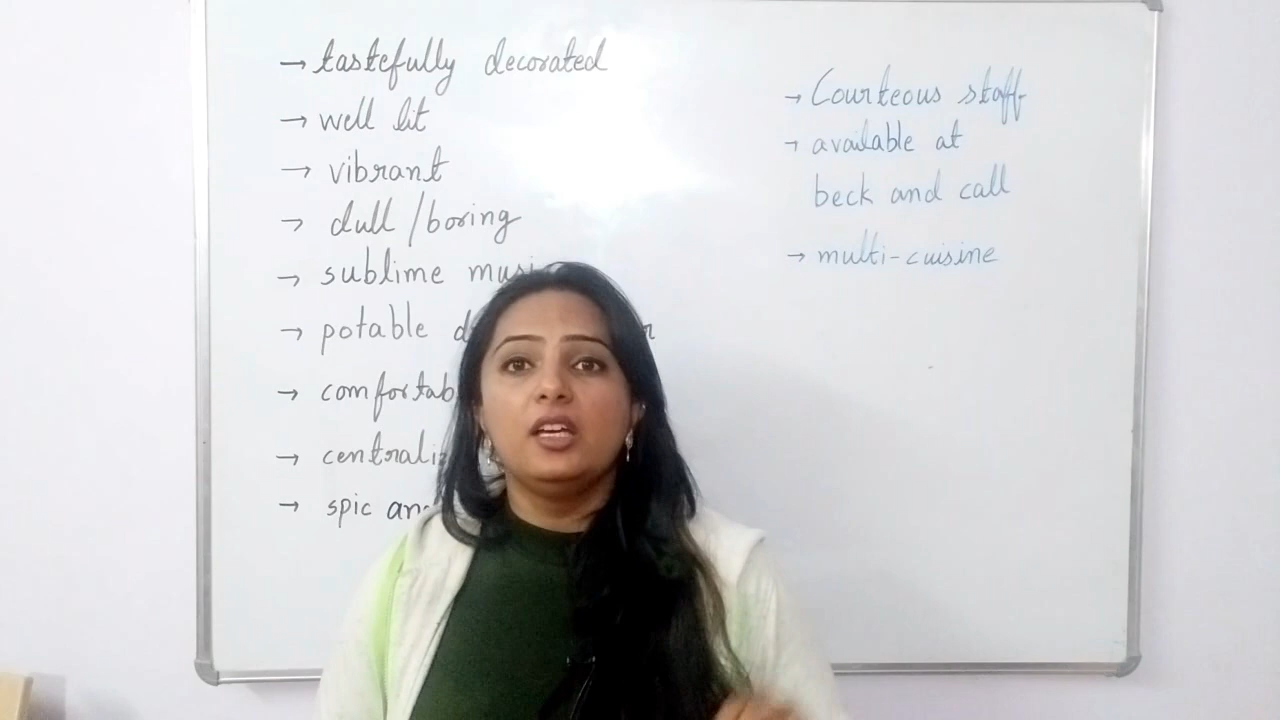 → tastefully decorated
→ well lit
→ vibrant
→ dull / boring
→ sublime
→ potable
→
→
→ spic
→ Courteous staff
→ available at
beck and call
→ multi-cuisine